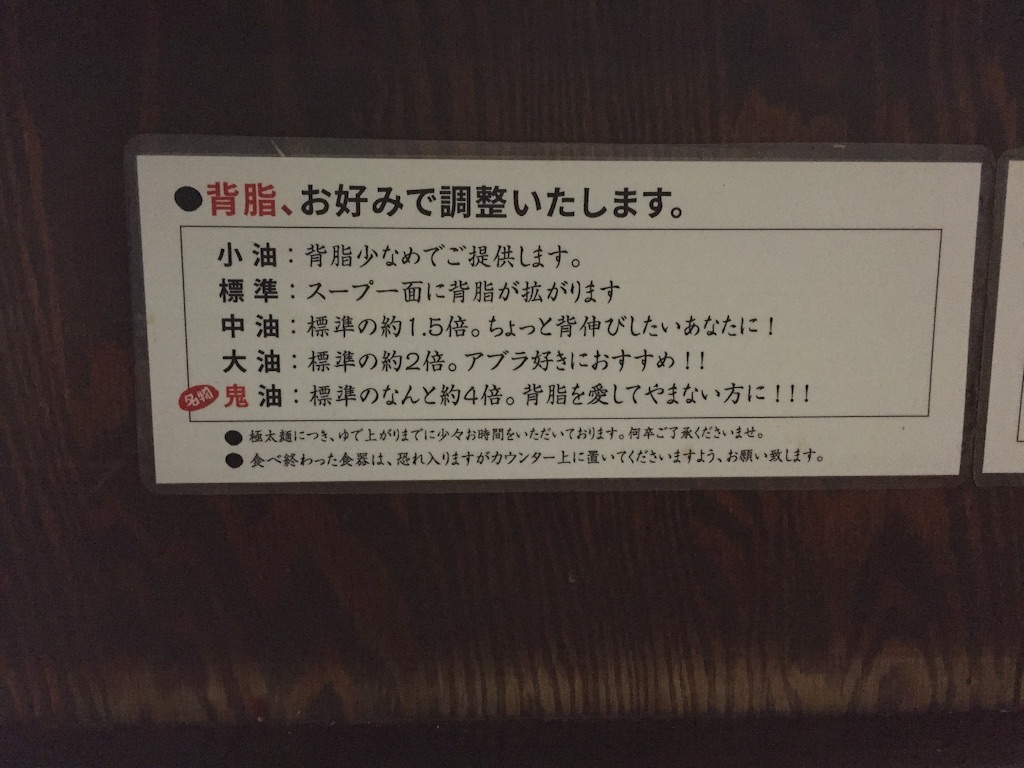 ●背脂、お好みで調整いたします。
小油：背脂少なめでご提供します。
標準：スープ一面に背脂が拡がります
中油：標準の約1.5倍。ちょっと背伸びしたいあなたに！
大油：標準の約2倍。アブラ好きにおすすめ！！
名物 鬼油：標準のなんと約4倍。背脂を愛してやまない方に！！！
●極太麺につき、ゆで上がりまでに少々お時間をいただいております。何卒ご了承くださいませ。
●食べ終わった食器は、恐れ入りますがカウンター上に置いてくださいますよう、お願い致します。